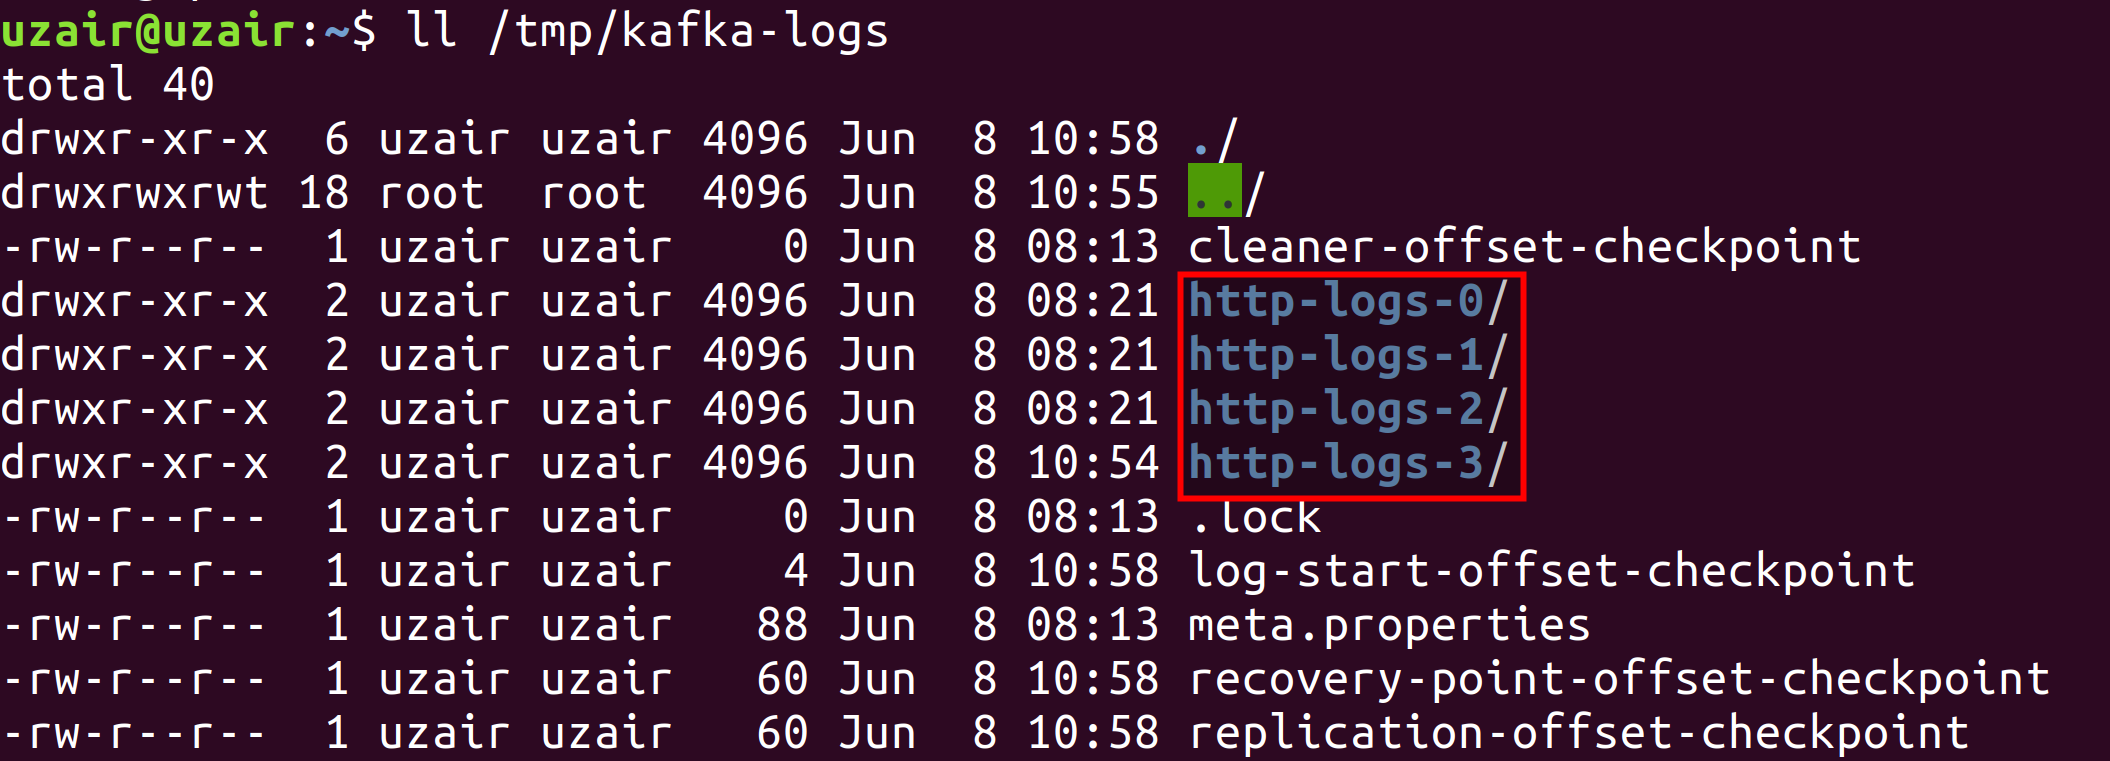 uzair@uzair:~$ ll /tmp/kafka-logs
total 40
drwxr-xr-x  6 uzair uzair 4096 Jun  8 10:58 ./
drwxrwxrwt 18 root  root  4096 Jun  8 10:55 ../
-rw-r--r--  1 uzair uzair    0 Jun  8 08:13 cleaner-offset-checkpoint
drwxr-xr-x  2 uzair uzair 4096 Jun  8 08:21 http-logs-0/
drwxr-xr-x  2 uzair uzair 4096 Jun  8 08:21 http-logs-1/
drwxr-xr-x  2 uzair uzair 4096 Jun  8 08:21 http-logs-2/
drwxr-xr-x  2 uzair uzair 4096 Jun  8 10:54 http-logs-3/
-rw-r--r--  1 uzair uzair    0 Jun  8 08:13 .lock
-rw-r--r--  1 uzair uzair    4 Jun  8 10:58 log-start-offset-checkpoint
-rw-r--r--  1 uzair uzair   88 Jun  8 08:13 meta.properties
-rw-r--r--  1 uzair uzair   60 Jun  8 10:58 recovery-point-offset-checkpoint
-rw-r--r--  1 uzair uzair   60 Jun  8 10:58 replication-offset-checkpoint